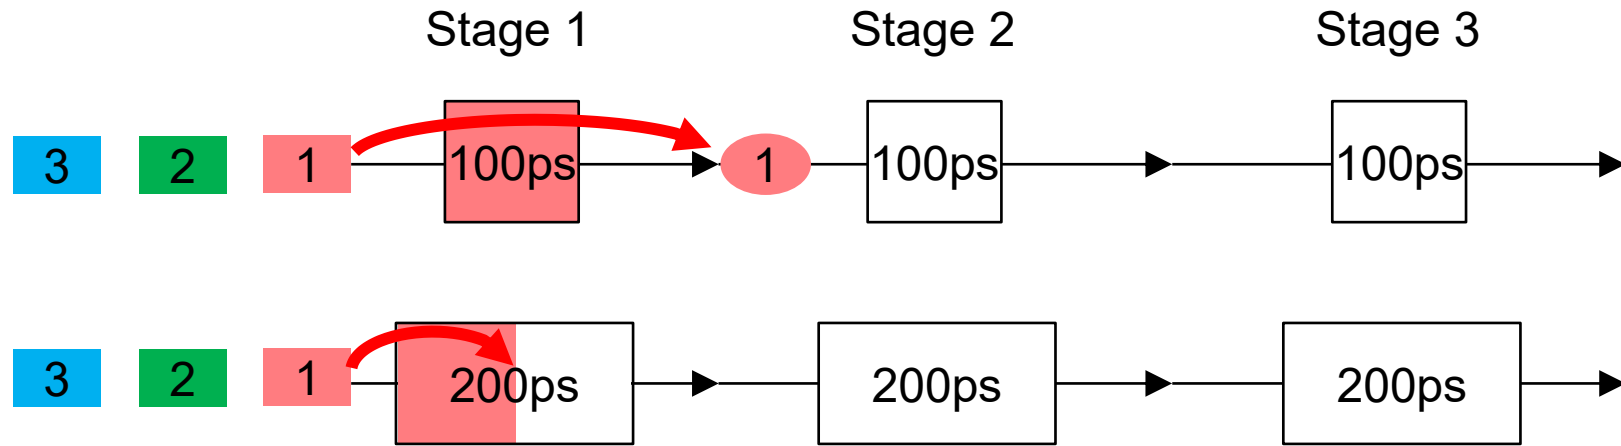 Stage 1 Stage 2 Stage 3
3 2 1 100ps 1 100ps 100ps
3 2 1 200ps 200ps 200ps